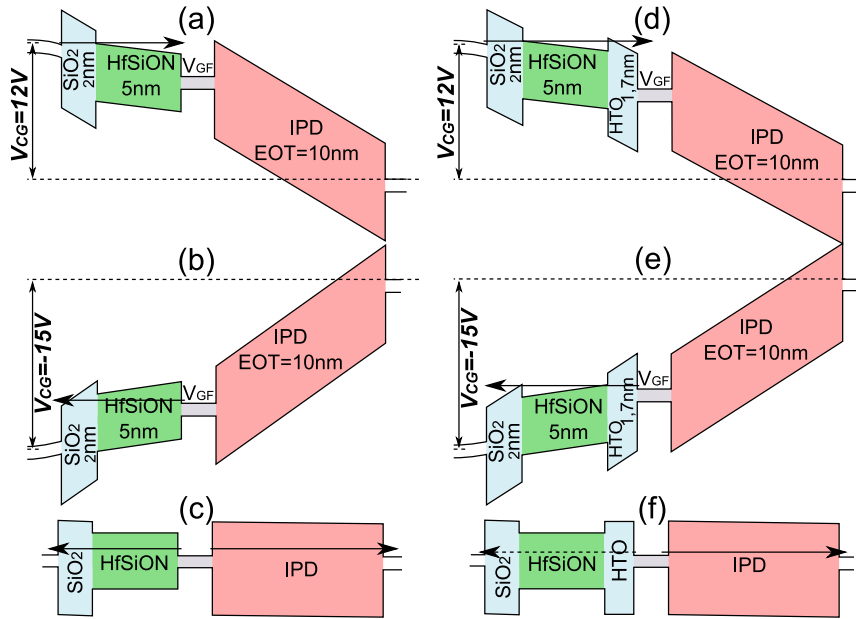 (a)
SiO2
2nm
HfSiON
5nm
VGF
VCG=12V
IPD
EOT=10nm
(d)
SiO2
2nm
HfSiON
5nm
HTO
1,7nm
VGF
VCG=12V
IPD
EOT=10nm
(b)
VCG=-15V
SiO2
2nm
HfSiON
5nm
VGF
IPD
EOT=10nm
(e)
VCG=-15V
SiO2
2nm
HfSiON
5nm
HTO
1,7nm
VGF
IPD
EOT=10nm
(c)
SiO2
HfSiON
IPD
(f)
SiO2
HfSiON
HTO
IPD